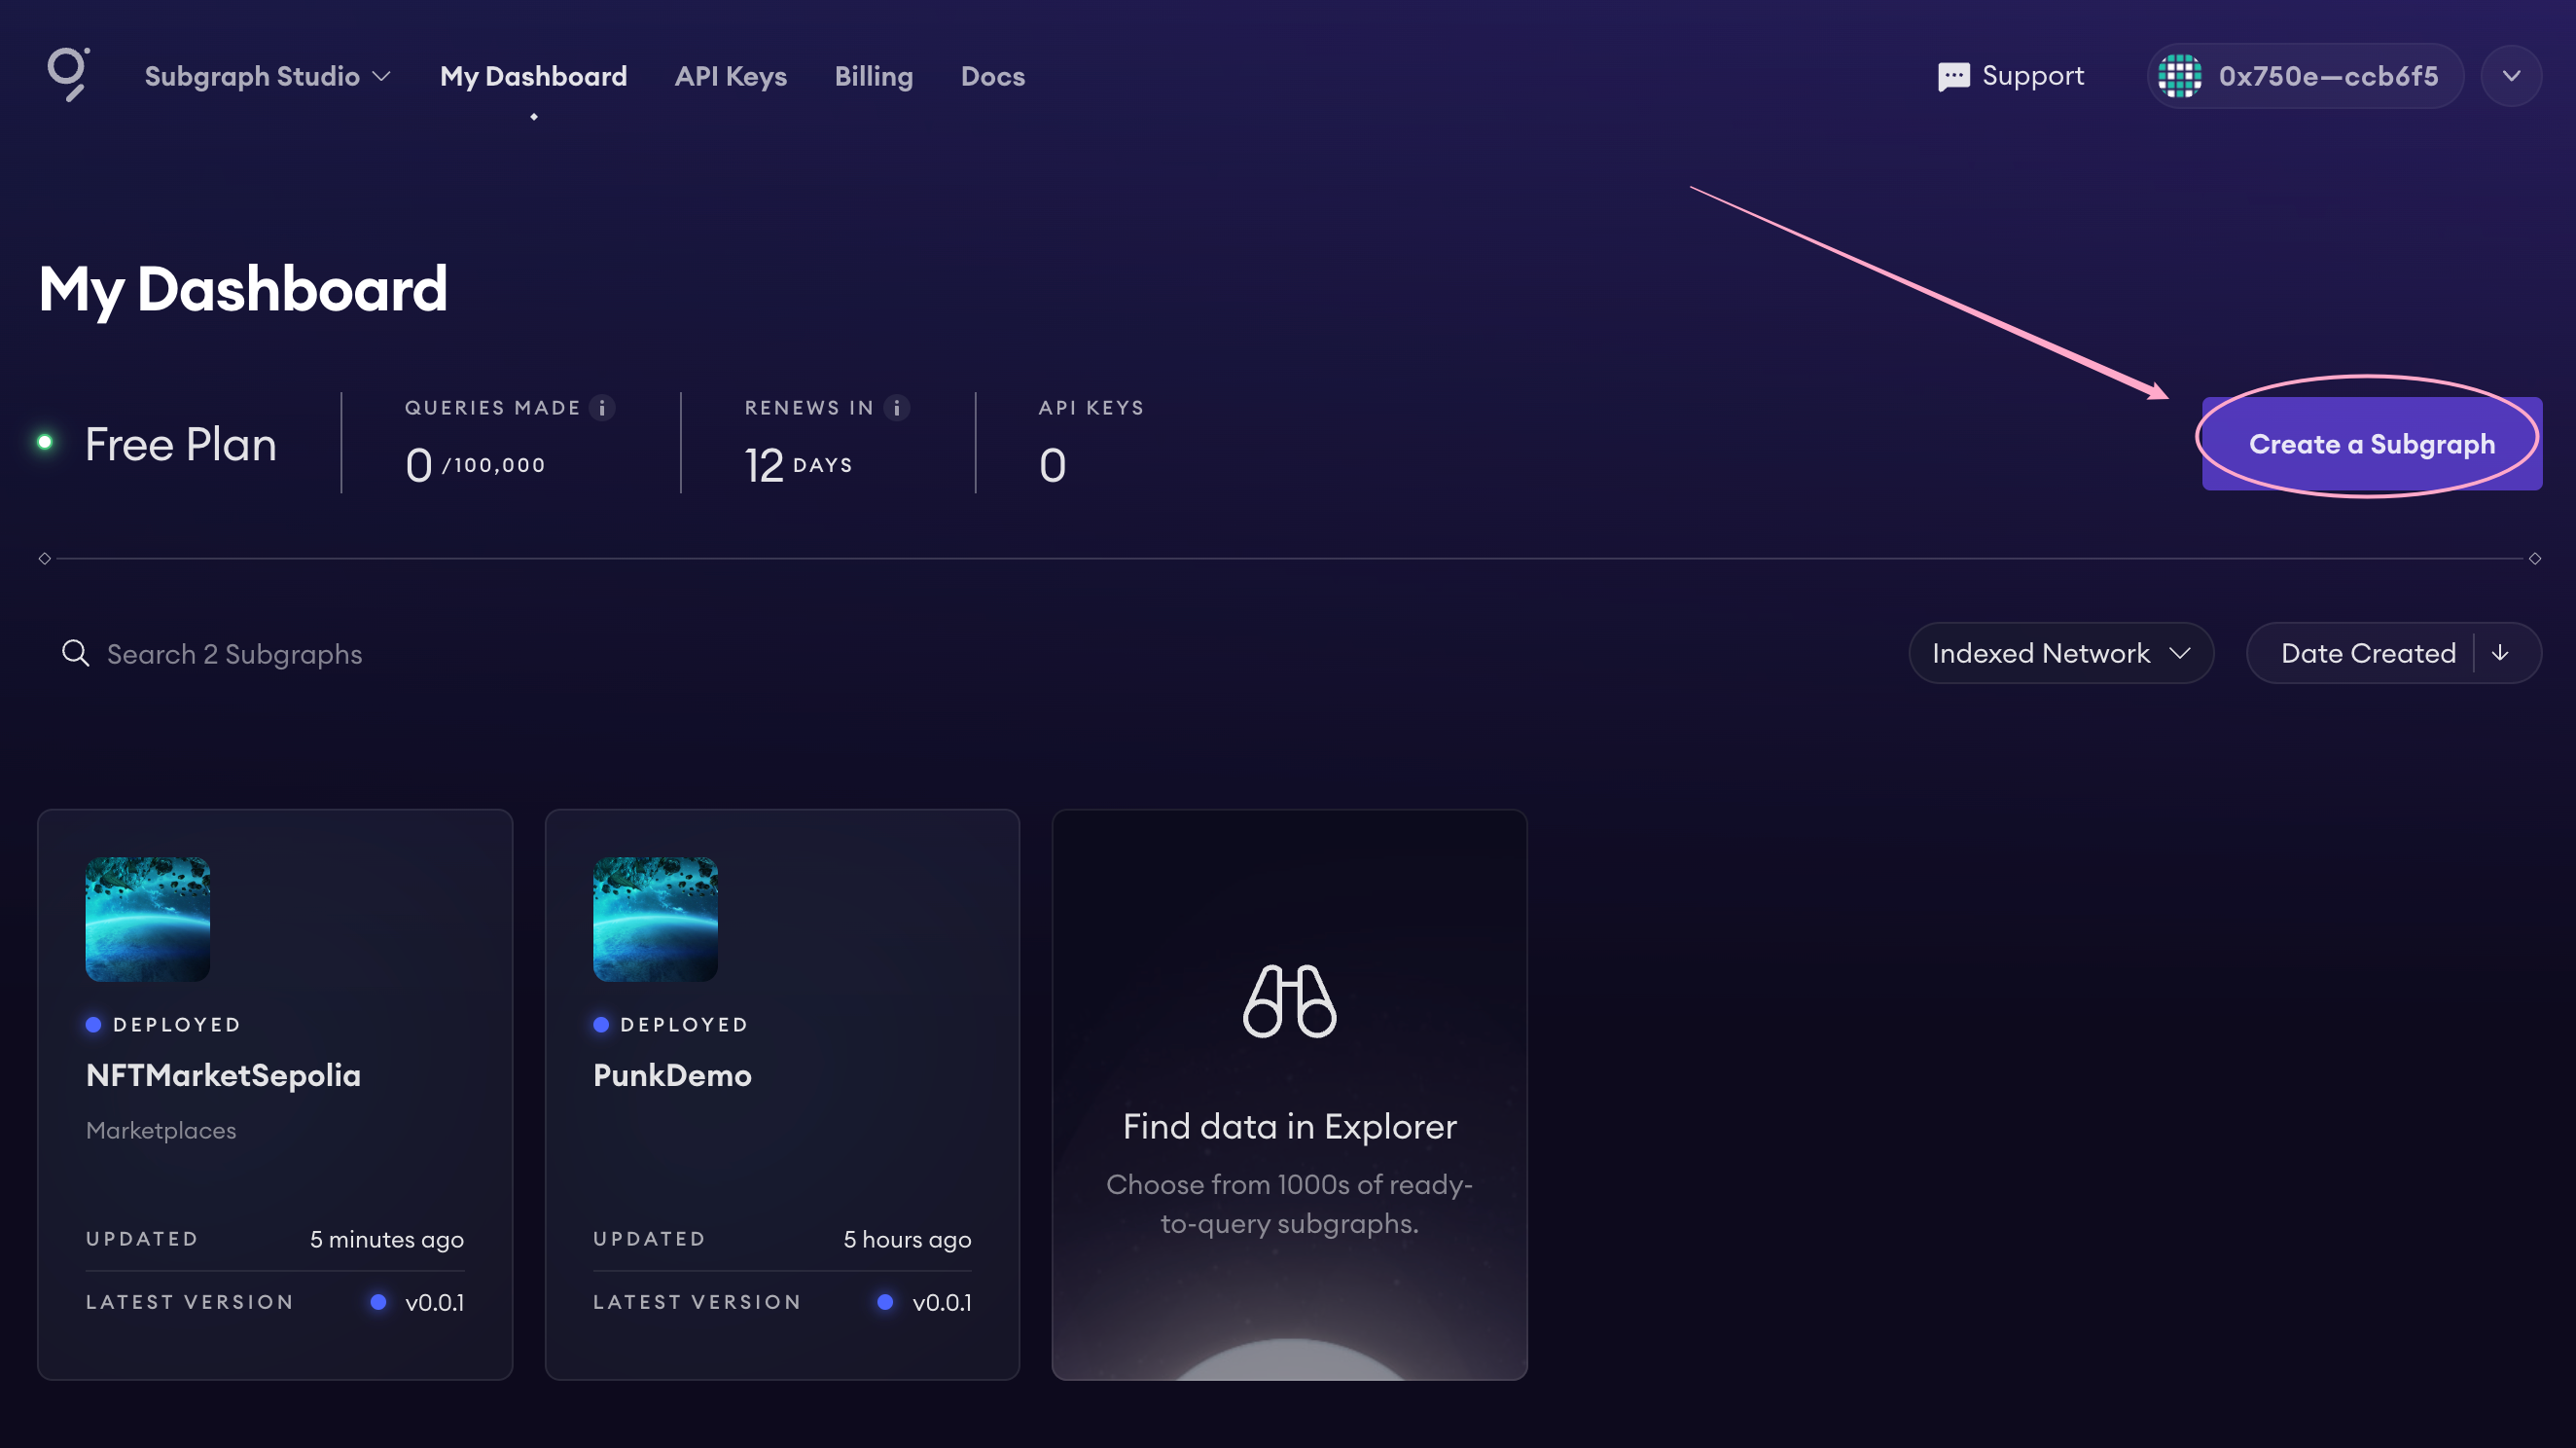 Subgraph Studio
My Dashboard
API Keys
Billing
Docs
Support
0x750e—ccb6f5
My Dashboard
Free Plan
QUERIES MADE
0 /100,000
RENEWS IN
12 DAYS
API KEYS
0
Create a Subgraph
Search 2 Subgraphs
Indexed Network
Date Created
DEPLOYED
NFTMarketSepolia
Marketplaces
UPDATED 5 minutes ago
LATEST VERSION v0.0.1
DEPLOYED
PunkDemo
UPDATED 5 hours ago
LATEST VERSION v0.0.1
Find data in Explorer
Choose from 1000s of ready-
to-query subgraphs.